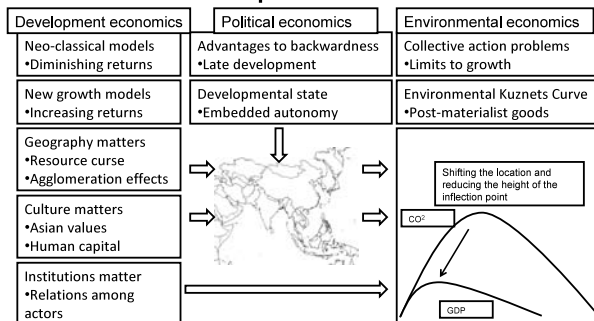 Development economics
Neo-classical models
•Diminishing returns
New growth models
•Increasing returns
Geography matters
•Resource curse
•Agglomeration effects
Culture matters
•Asian values
•Human capital
Institutions matter
•Relations among
actors
Political economics
Advantages to backwardness
•Late development
Developmental state
•Embedded autonomy
Environmental economics
Collective action problems
•Limits to growth
Environmental Kuznets Curve
•Post-materialist goods
Shifting the location and
reducing the height of the
inflection point
CO²
GDP